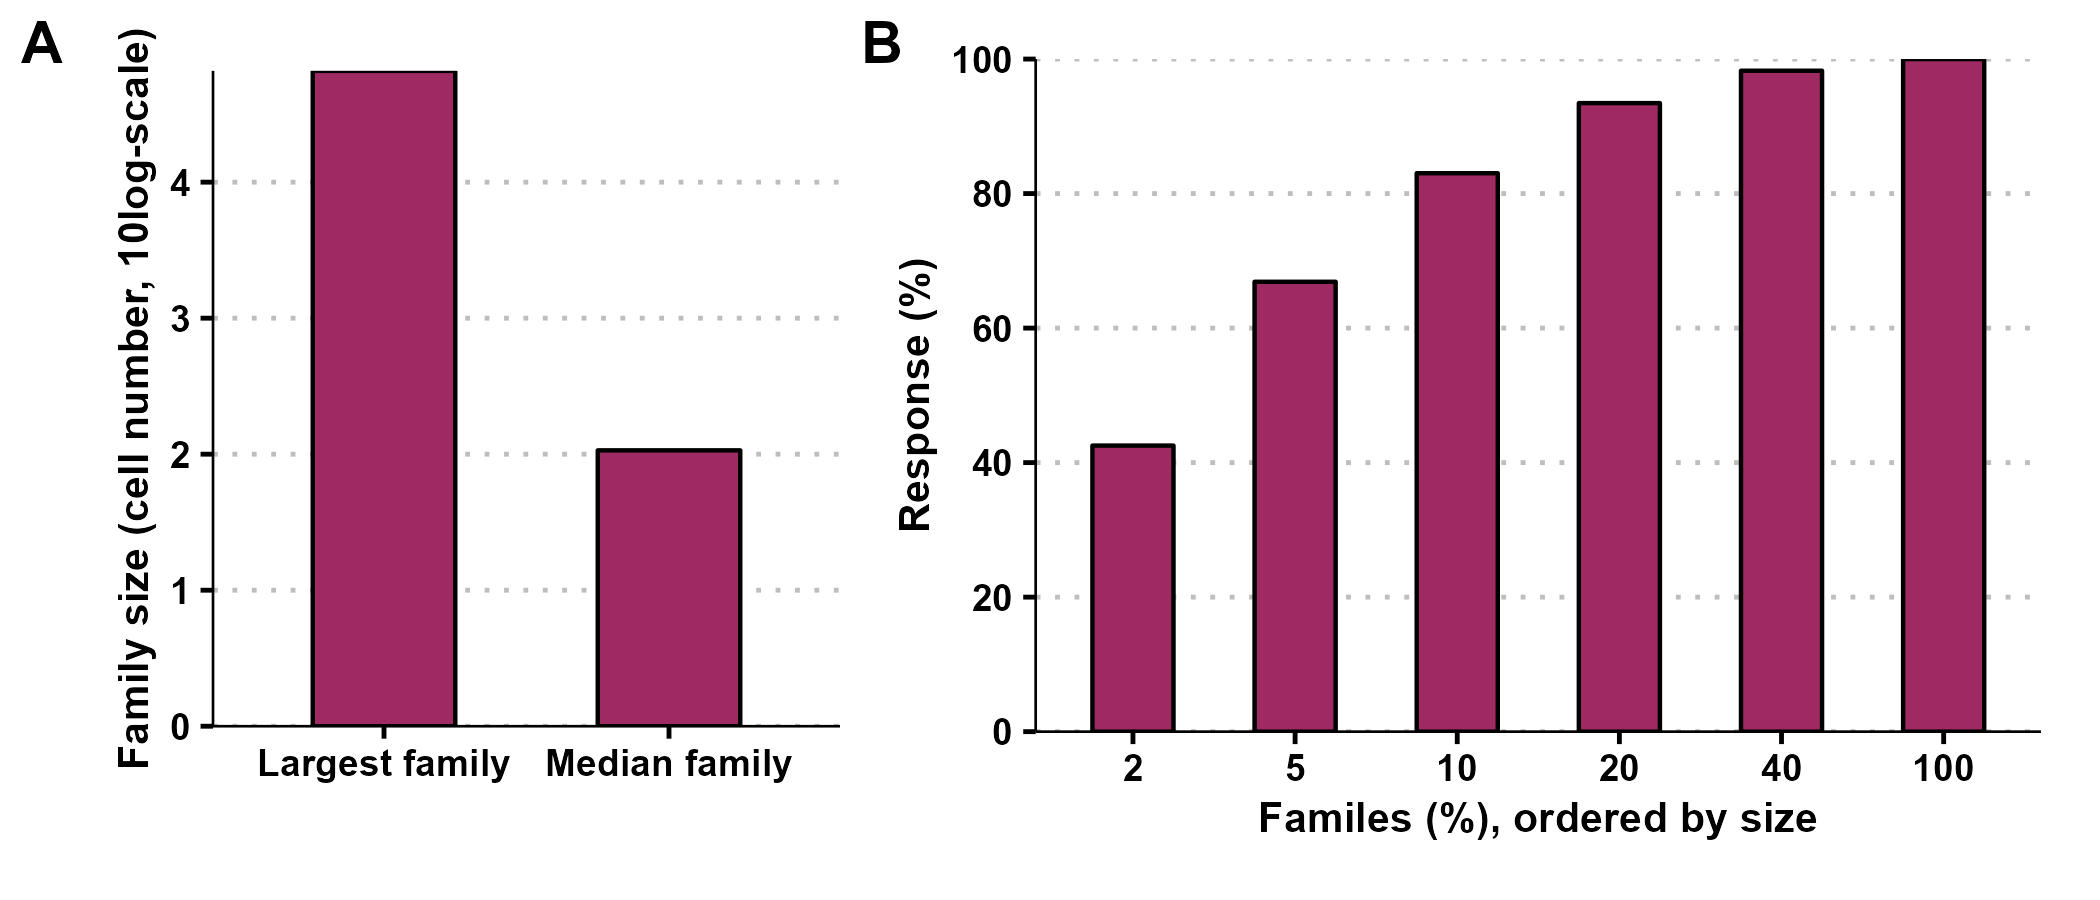 A
Family size (cell number, 10log-scale)
4
3
2
1
0
Largest family Median family
B
Response (%)
100
80
60
40
20
0
2 5 10 20 40 100
Familes (%), ordered by size